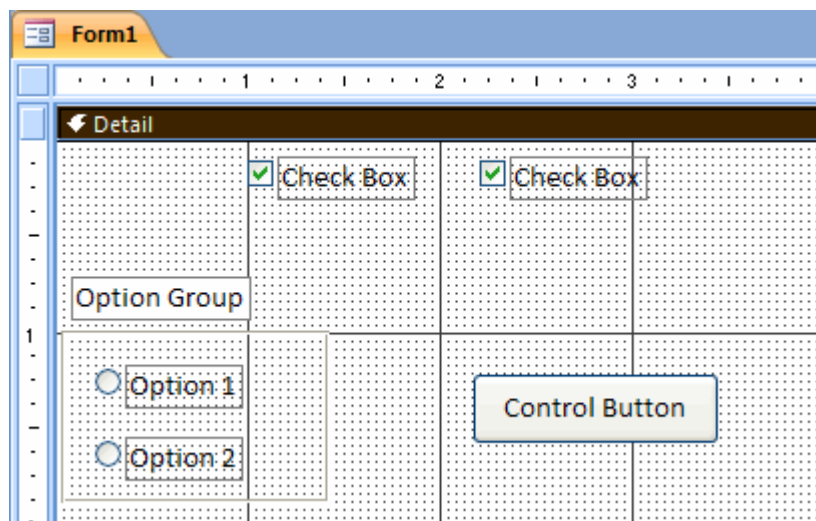 Form1
1 2 3
Detail
Check Box Check Box
Option Group
1
Option 1
Control Button
Option 2